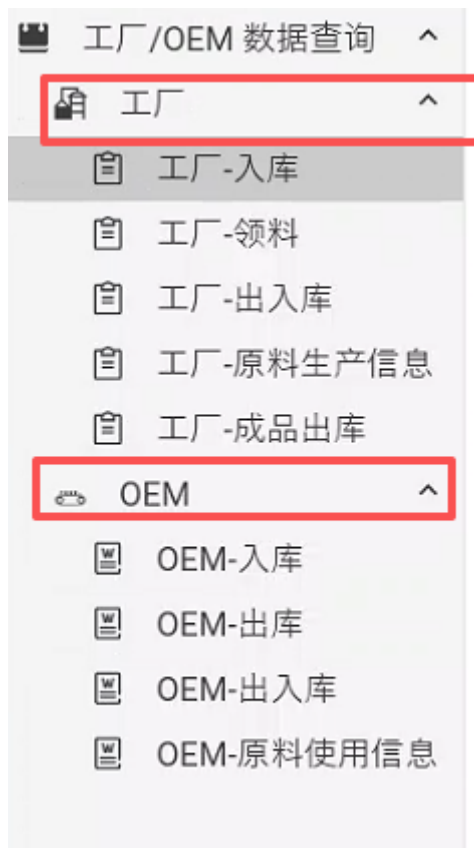 工厂/OEM 数据查询
工厂
工厂-入库
工厂-领料
工厂-出入库
工厂-原料生产信息
工厂-成品出库
OEM
OEM-入库
OEM-出库
OEM-出入库
OEM-原料使用信息